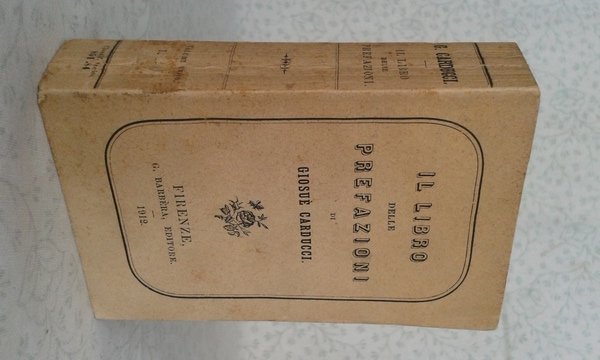 IL LIBRO
DELLE
PREFAZIONI
DI
GIOSUÈ CARDUCCI.
FIRENZE,
G. BARBÈRA, EDITORE.
1912.
G. CARDUCCI.
IL LIBRO
DELLE
PREFAZIONI.